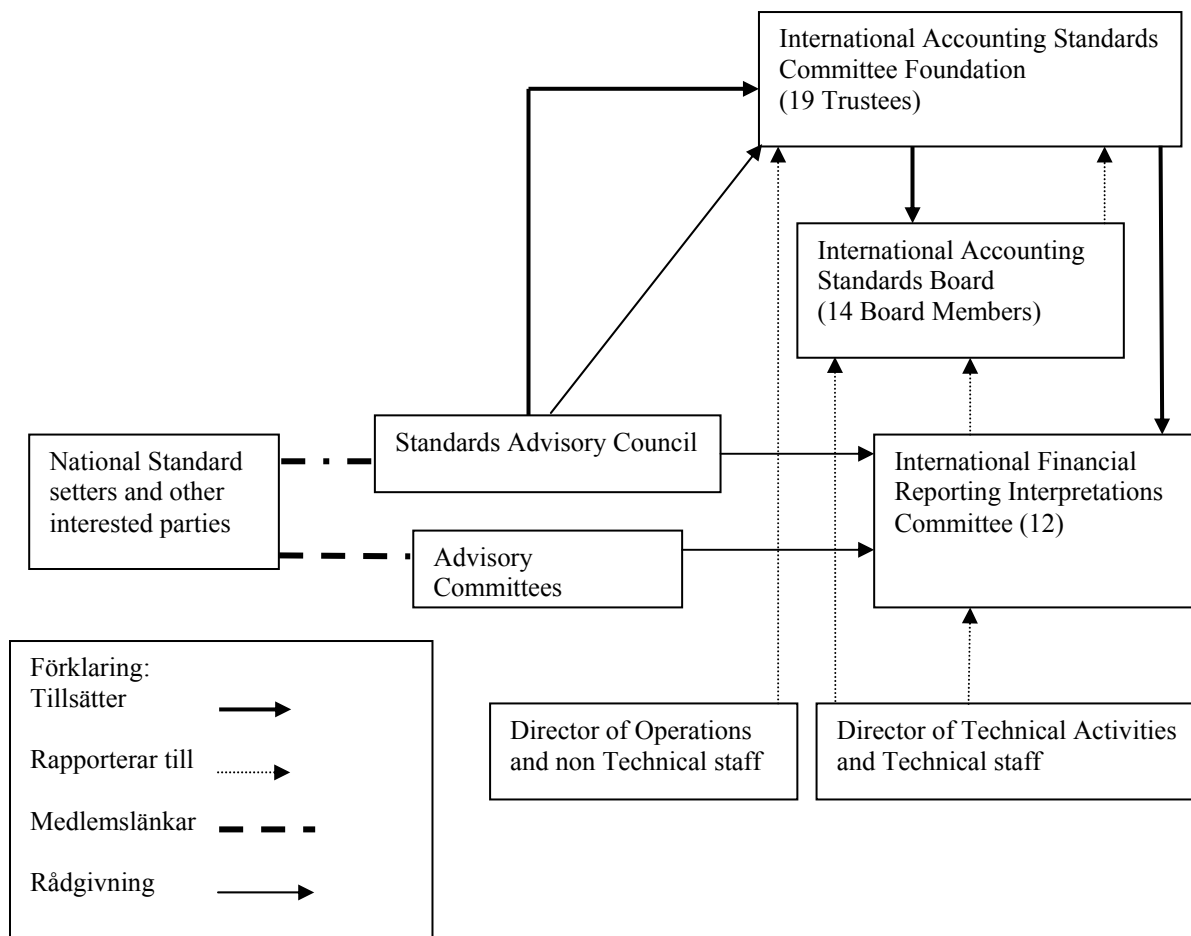 International Accounting Standards
Committee Foundation
(19 Trustees)
International Accounting
Standards Board
(14 Board Members)
National Standard
setters and other
interested parties
Standards Advisory Council
International Financial
Reporting Interpretations
Committee (12)
Advisory
Committees
Director of Operations
and non Technical staff
Director of Technical Activities
and Technical staff
Förklaring:
Tillsätter
Rapporterar till
Medlemslänkar
Rådgivning